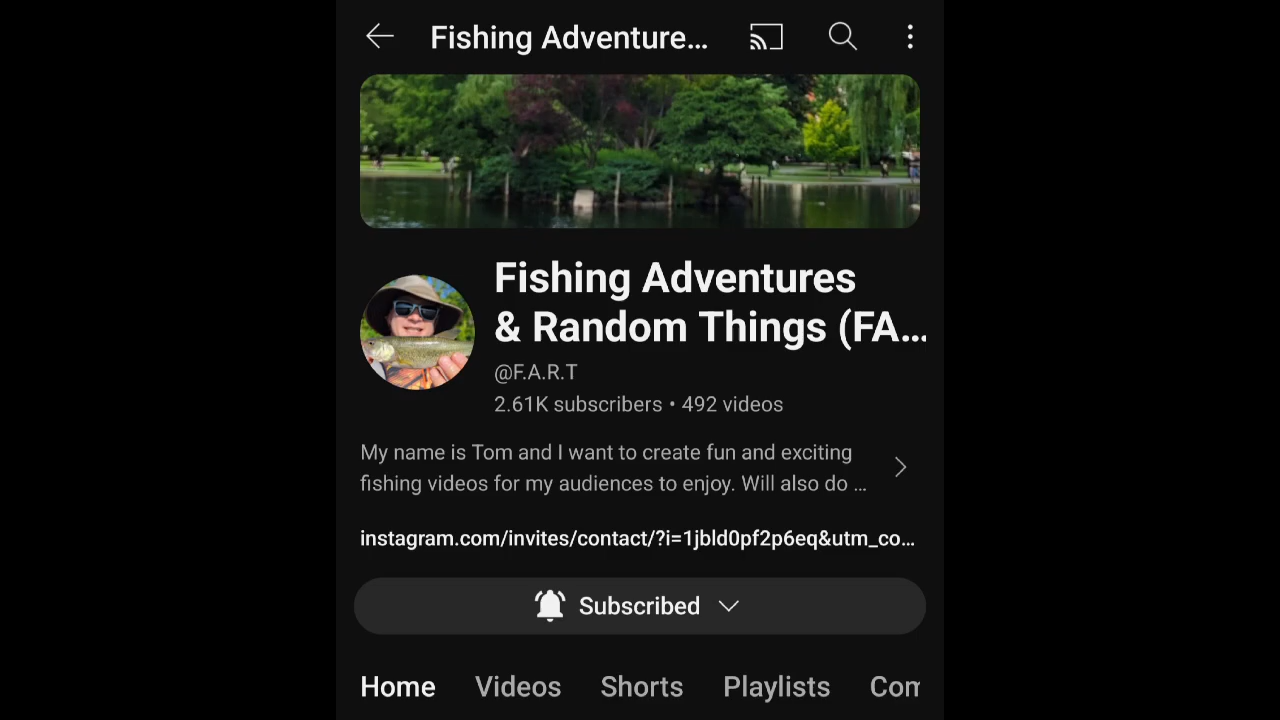 Fishing Adventure...
Fishing Adventures
& Random Things (FA...
@F.A.R.T
2.61K subscribers • 492 videos
My name is Tom and I want to create fun and exciting
fishing videos for my audiences to enjoy. Will also do ...
instagram.com/invites/contact/?i=1jbld0pf2p6eq&utm_co...
Subscribed
Home Videos Shorts Playlists Com